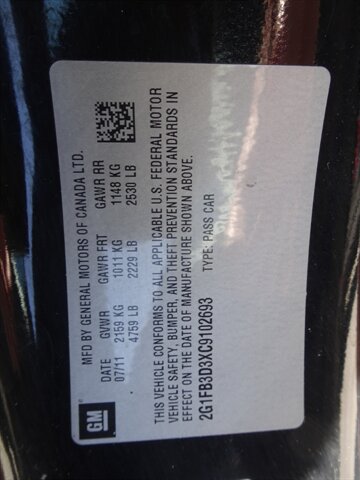 GM
MFD BY GENERAL MOTORS OF CANADA LTD.
DATE GVWR GAWR FRT GAWR RR
07/11 2159 KG 1011 KG 1148 KG
4759 LB 2229 LB 2530 LB
THIS VEHICLE CONFORMS TO ALL APPLICABLE U.S. FEDERAL MOTOR
VEHICLE SAFETY, BUMPER, AND THEFT PREVENTION STANDARDS IN
EFFECT ON THE DATE OF MANUFACTURE SHOWN ABOVE.
2G1FB3D3XC9102693 TYPE: PASS CAR